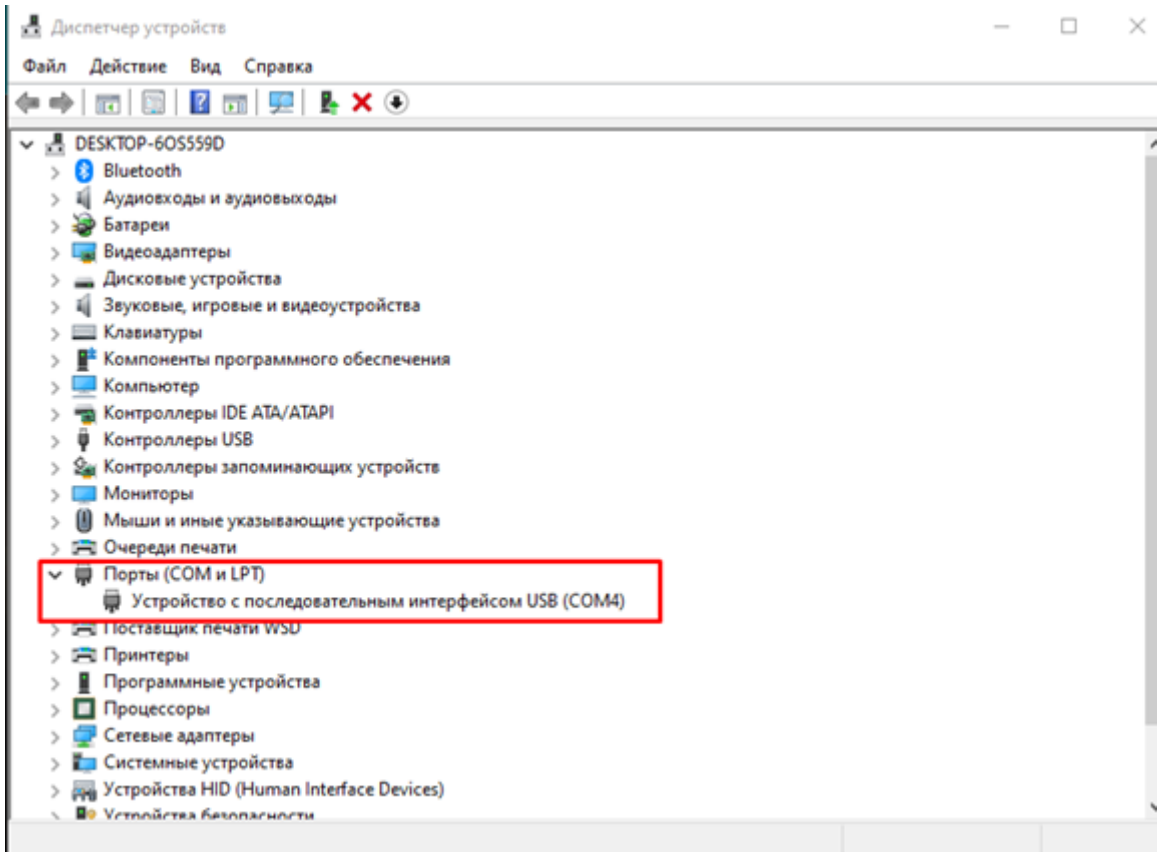 Диспетчер устройств
Файл Действие Вид Справка
DESKTOP-6OS559D
Bluetooth
Аудиовходы и аудиовыходы
Батареи
Видеоадаптеры
Дисковые устройства
Звуковые, игровые и видеоустройства
Клавиатуры
Компоненты программного обеспечения
Компьютер
Контроллеры IDE ATA/ATAPI
Контроллеры USB
Контроллеры запоминающих устройств
Мониторы
Мыши и иные указывающие устройства
Очереди печати
Порты (COM и LPT)
Устройство с последовательным интерфейсом USB (COM4)
Поставщик печати WSD
Принтеры
Программные устройства
Процессоры
Сетевые адаптеры
Системные устройства
Устройства HID (Human Interface Devices)
Устройства безопасности